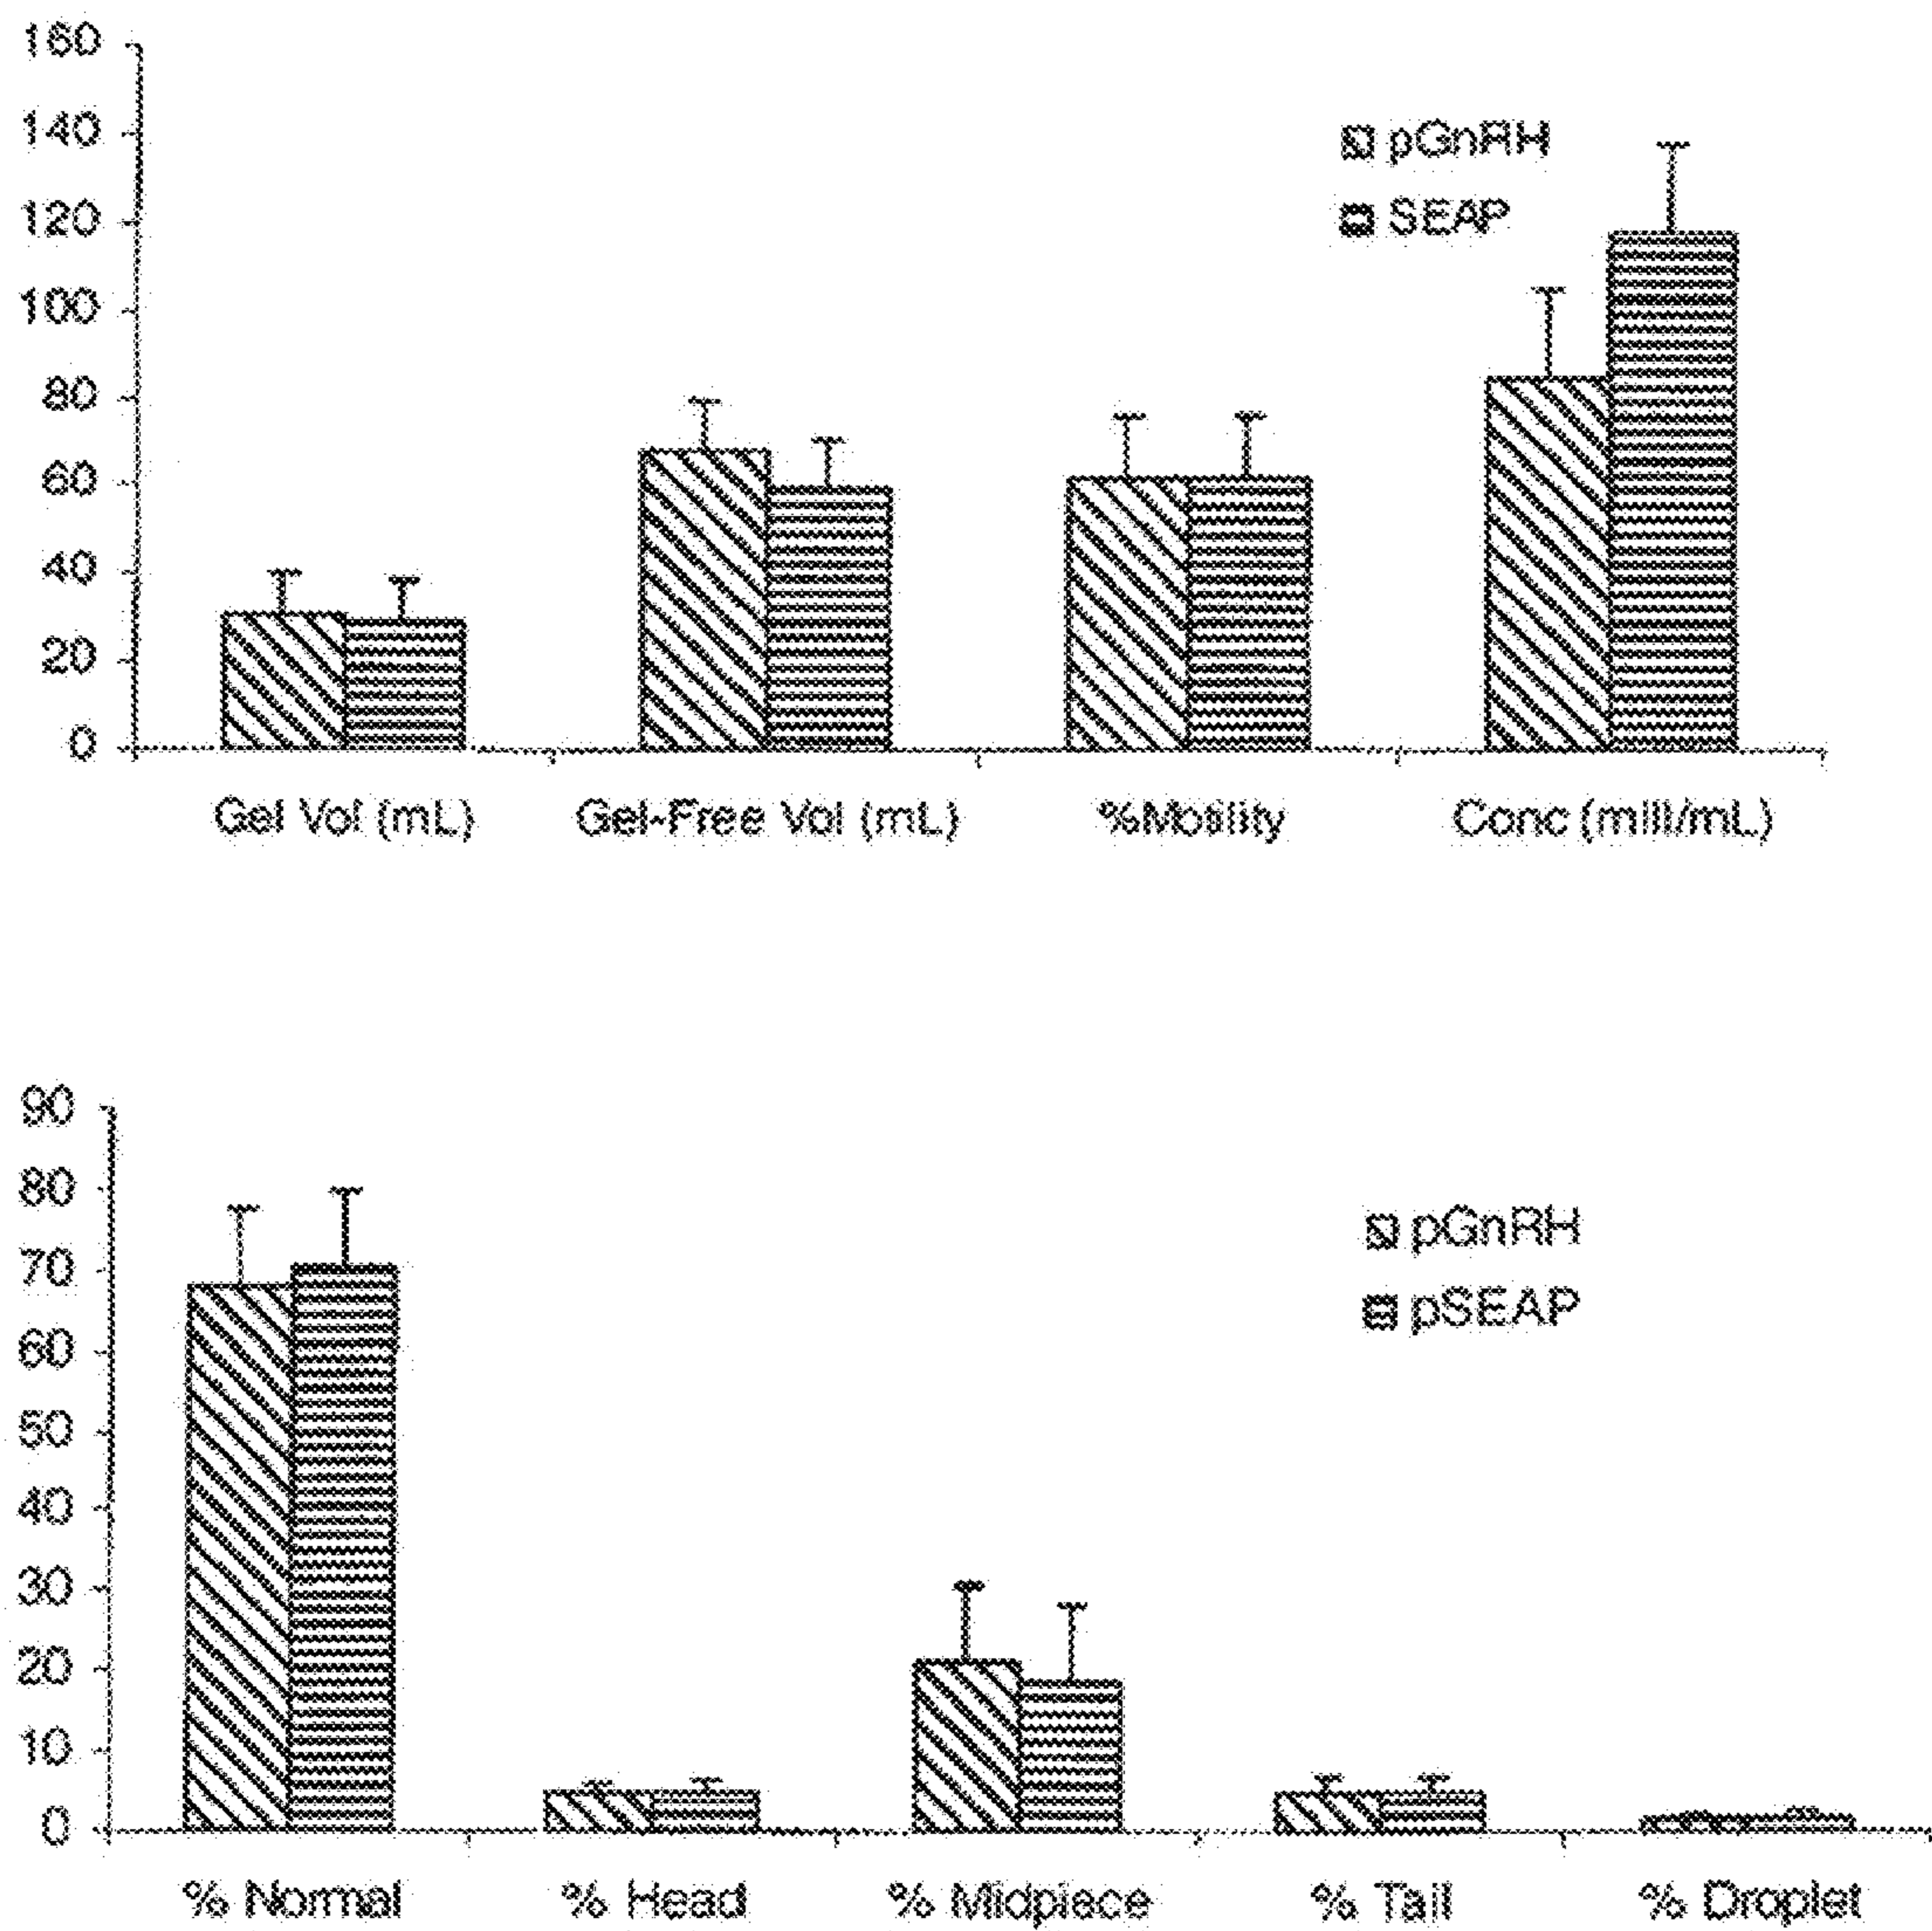 160
140
120
100
80
60
40
20
0
pGnRH
SEAP
Gel Vol (mL)
Gel-Free Vol (mL)
%Motility
Conc (mill/mL)
90
80
70
60
50
40
30
20
10
0
pGnRH
pSEAP
% Normal
% Head
% Midpiece
% Tail
% Droplet